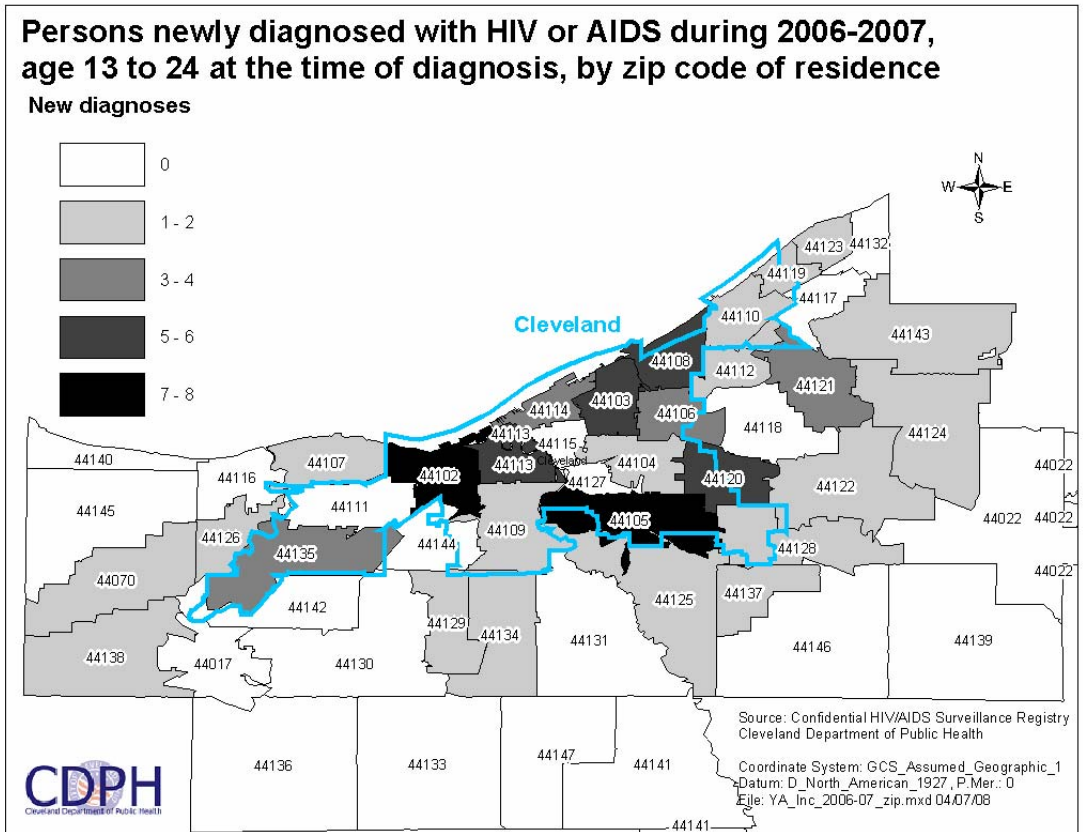 Persons newly diagnosed with HIV or AIDS during 2006-2007,
age 13 to 24 at the time of diagnosis, by zip code of residence
New diagnoses
0
1 - 2
3 - 4
5 - 6
7 - 8
N
W E
S
Cleveland
44123
44132
44119
44117
44110
44143
44108
44112
44121
44103
44114
44106
44118
44113
44115
44124
44140
44107
44102
44113
Cleveland
44104
44116
44127
44120
44122
44022
44145
44111
44105
44022
44022
44109
44126
44135
44144
44128
44022
44070
44142
44137
44125
44129
44134
44138
44017
44130
44131
44146
44139
44136
44133
44147
44141
44141
Source: Confidential HIV/AIDS Surveillance Registry
Cleveland Department of Public Health
Coordinate System: GCS_Assumed_Geographic_1
Datum: D_North_American_1927, P.Mer.: 0
File: YA_Inc_2006-07_zip.mxd 04/07/08
CDPH
Cleveland Department of Public Health